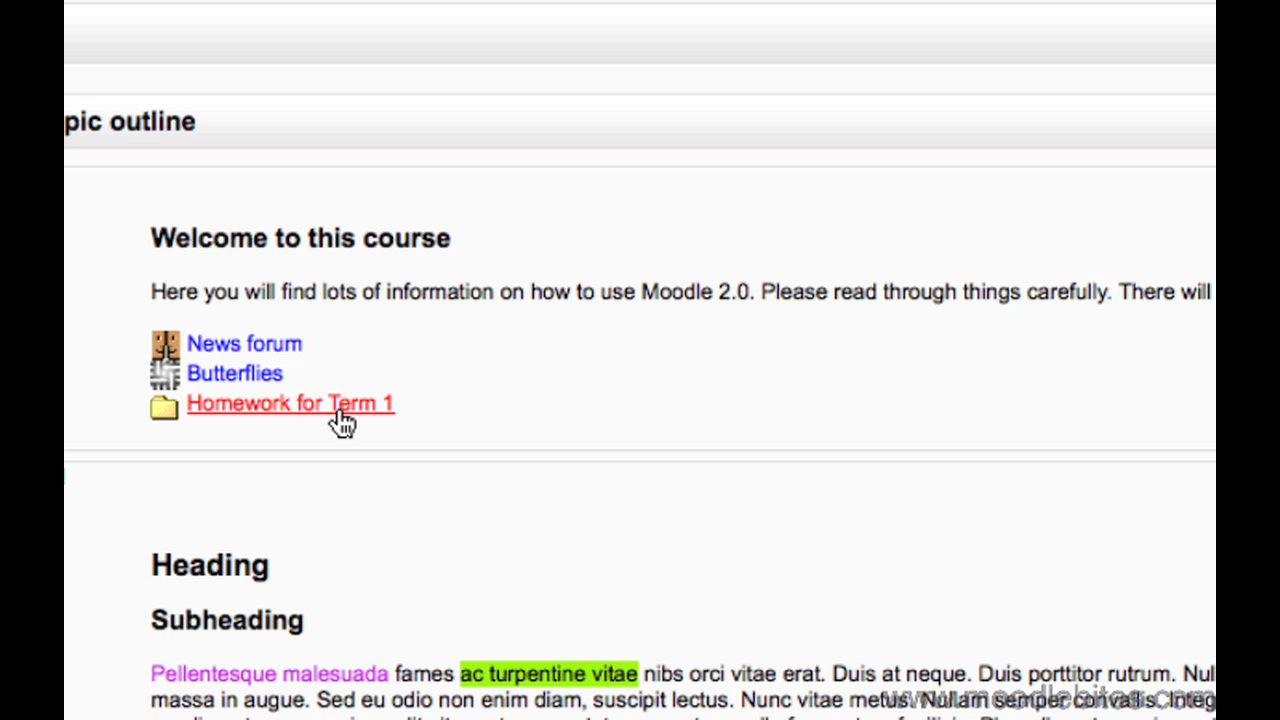 pic outline
Welcome to this course
Here you will find lots of information on how to use Moodle 2.0. Please read through things carefully. There will
News forum
Butterflies
Homework for Term 1
Heading
Subheading
Pellentesque malesuada fames ac turpentine vitae nibs orci vitae erat. Duis at neque. Duis porttitor rutrum. Nul
massa in augue. Sed eu odio non enim diam, suscipit lectus. Nunc vitae metus. Nullam semper convallis. Integ
www.moodlebites.com